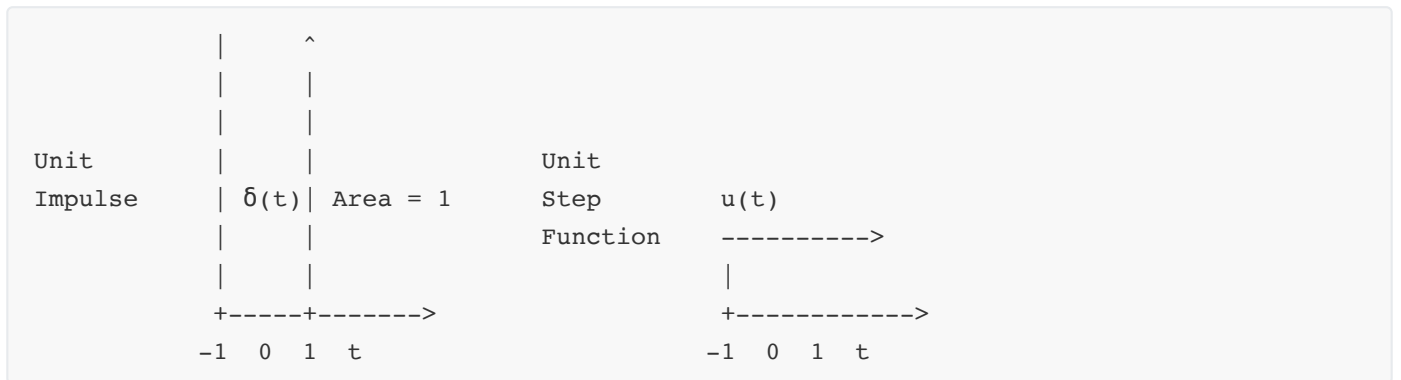 |      ^
            |      |
            |      |
Unit        |      |               Unit
Impulse     | δ(t)| Area = 1       Step       u(t)
            |      |               Function   ---------->
            |      |                          |
            +-----+------->                   +------------>
           -1  0  1  t                       -1  0  1  t